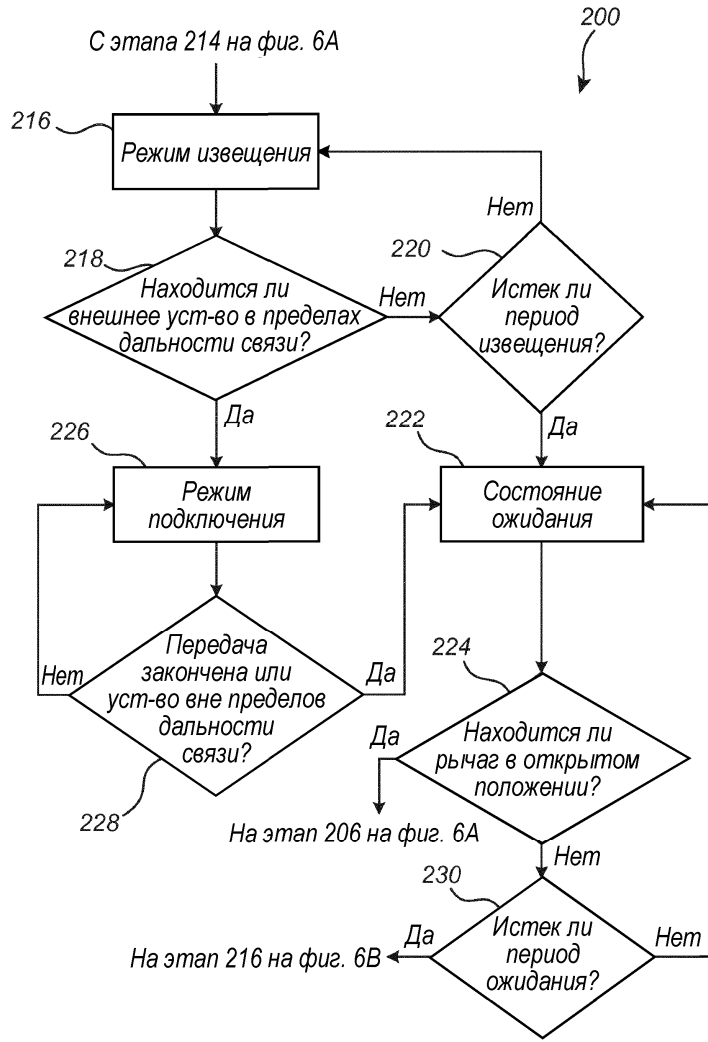 200
С этапа 214 на фиг. 6А
216
Режим извещения
Нет
218
Находится ли
внешнее уст-во в пределах
дальности связи?
Нет
220
Истек ли
период
извещения?
Да
Да
226
Режим
подключения
222
Состояние
ожидания
Передача
закончена или
уст-во вне пределов
дальности
связи?
Нет
Да
228
224
Находится ли
рычаг в открытом
положении?
Да
На этап 206 на фиг. 6А
Нет
230
Истек ли
период
ожидания?
Да
Нет
На этап 216 на фиг. 6В